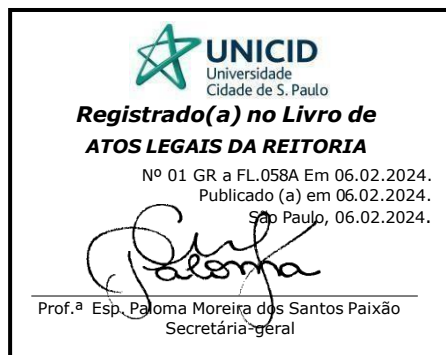 UNICID
Universidade
Cidade de S. Paulo
Registrado(a) no Livro de
ATOS LEGAIS DA REITORIA
Nº 01 GR a FL.058A Em 06.02.2024.
Publicado (a) em 06.02.2024.
São Paulo, 06.02.2024.
Paloma
Prof.ª Esp. Paloma Moreira dos Santos Paixão
Secretária-geral